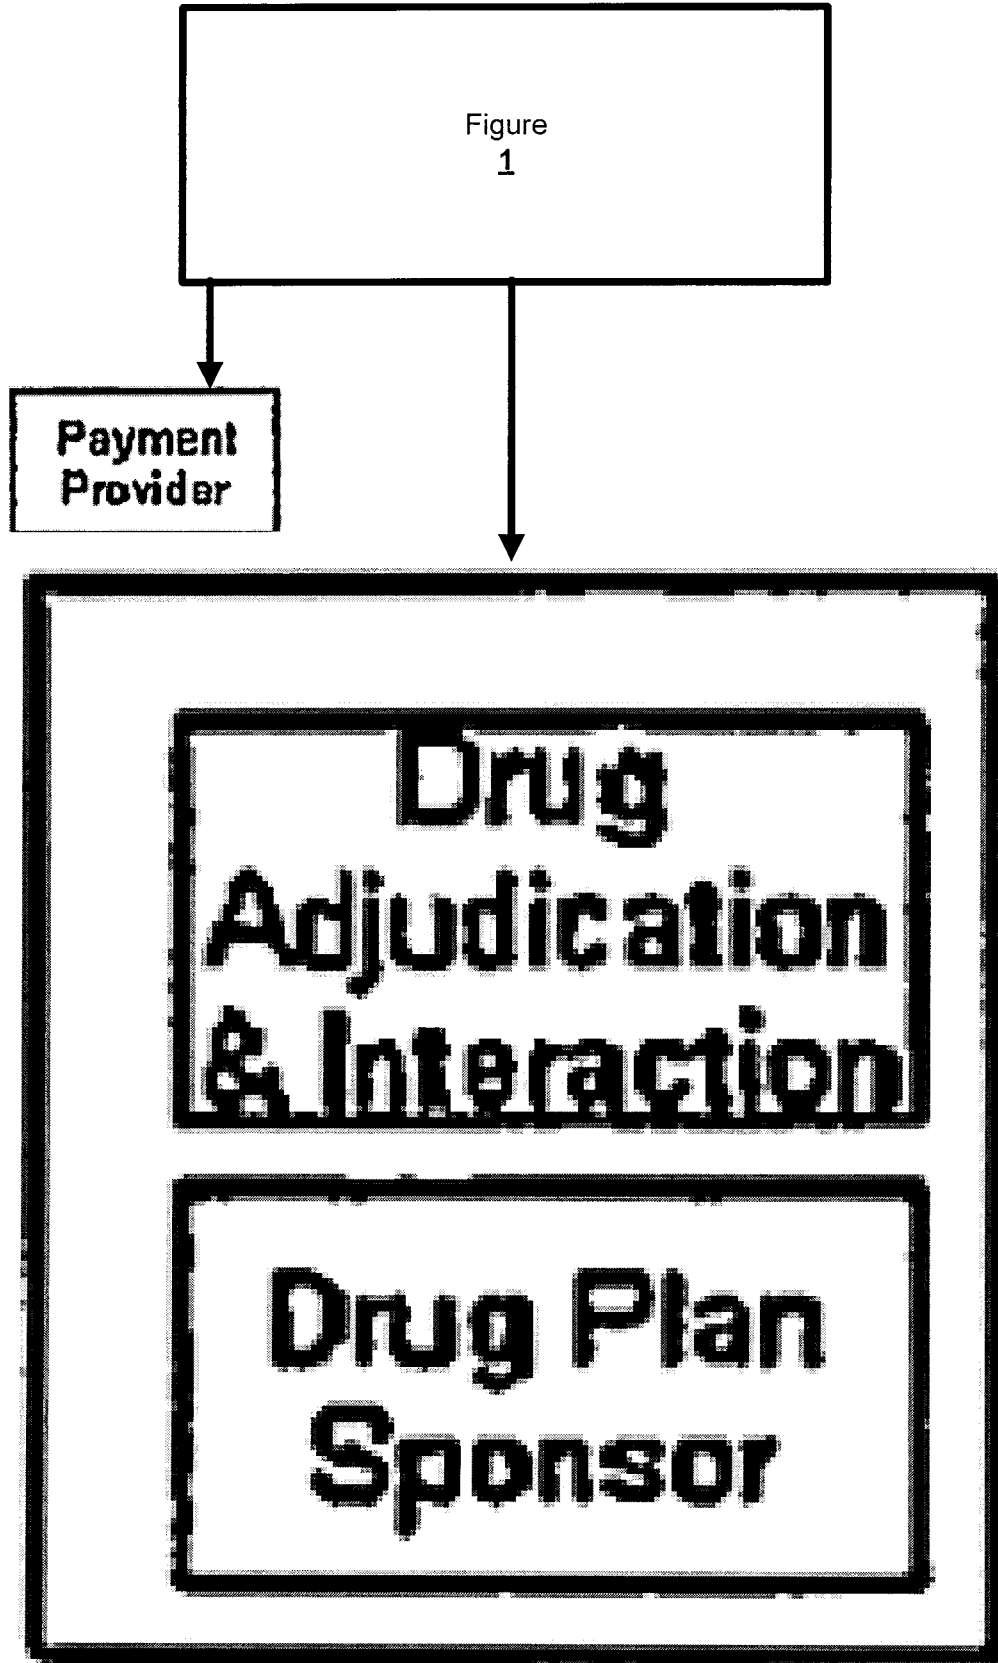 Figure
1
Payment
Provider
Drug
Adjudication
& Interaction
Drug Plan
Sponsor